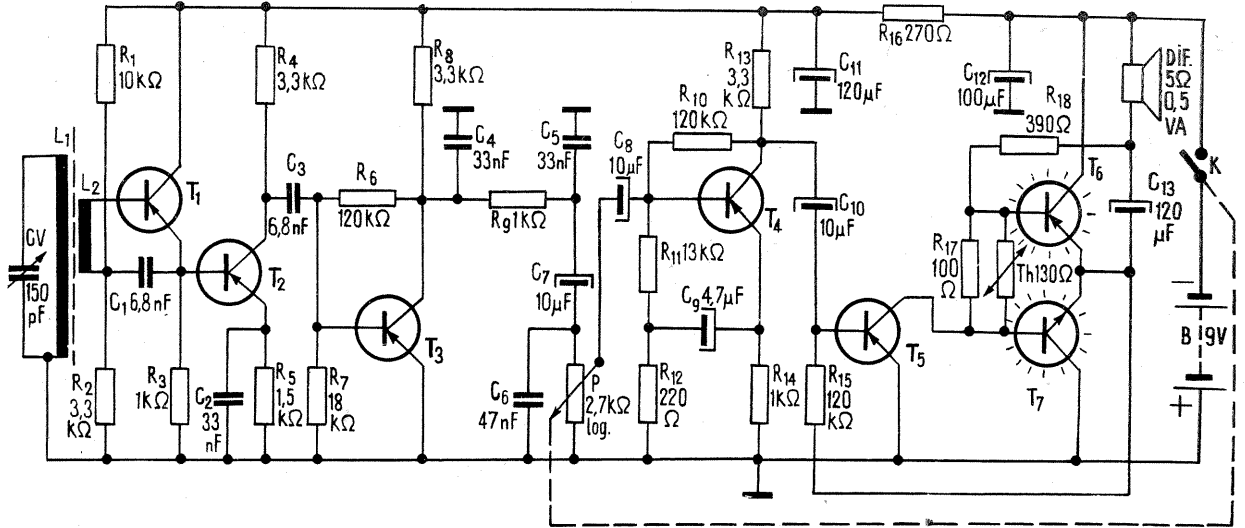 R1
10kΩ
R4
3,3kΩ
R8
3,3kΩ
R13
3,3
kΩ
C11
120µF
R16 270Ω
C12
100µF
DIF.
5Ω
0,5
VA
R18
390Ω
R10
120kΩ
L1
L2
T1
C3
6,8nF
R6
120kΩ
C4
33nF
C5
33nF
C8
10µF
R9 1kΩ
T4
C10
10µF
T6
K
C13
120
µF
CV
150
pF
C1 6,8nF
T2
C7
10µF
R11 13kΩ
C9 4,7µF
R17
100
Ω
Th130Ω
T3
T5
T7
B 9V
−
+
R2
3,3
kΩ
R3
1kΩ
C2
33
nF
R5
1,5
kΩ
R7
18
kΩ
C6
47nF
P
2,7kΩ
log.
R12
220
Ω
R14
1kΩ
R15
120
kΩ